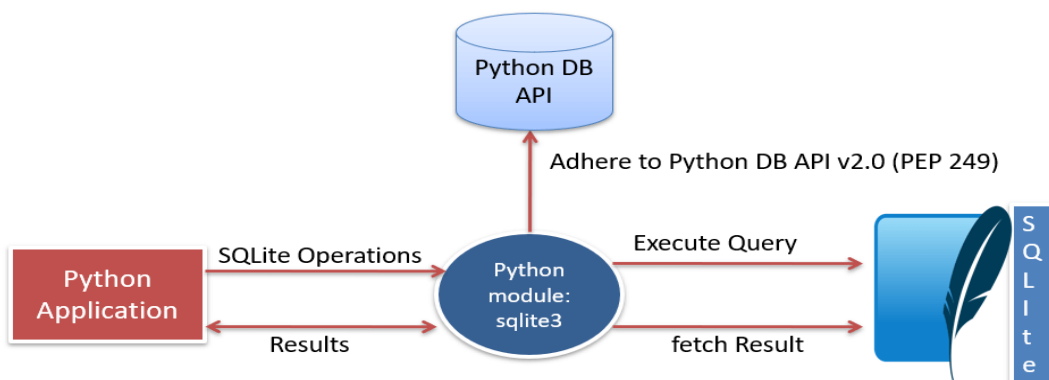 Python DB
API
Adhere to Python DB API v2.0 (PEP 249)
SQLite Operations
Execute Query
Python
Application
Python
module:
sqlite3
Results
fetch Result
SQLIte